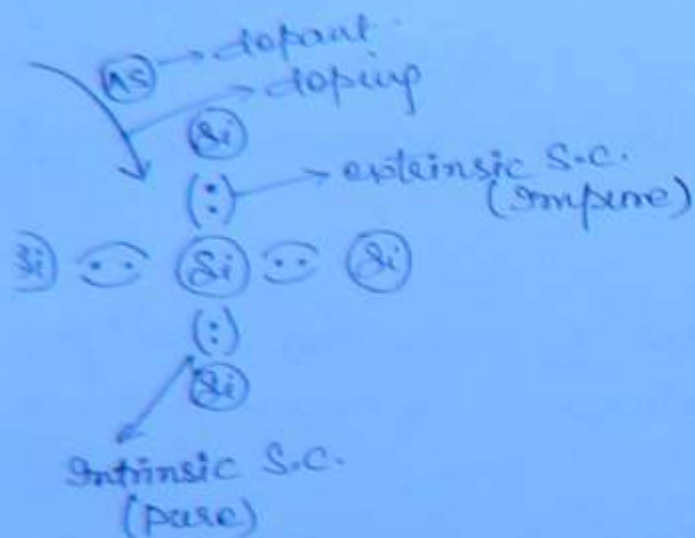 As → dopant
doping
Si
(:) → extrinsic S.C.
(Impure)
Si (··) Si (··) Si
(:)
Si
Intrinsic S.C.
(pure)